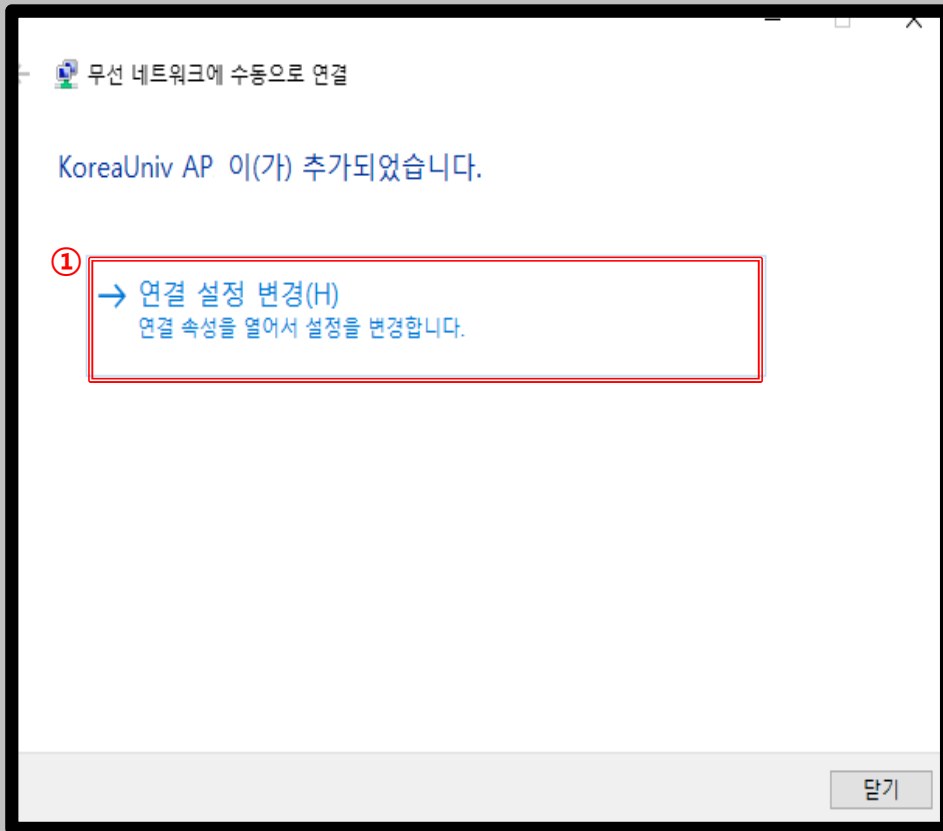 무선 네트워크에 수동으로 연결
KoreaUniv AP 이(가) 추가되었습니다.
①
→ 연결 설정 변경(H)
연결 속성을 열어서 설정을 변경합니다.
닫기